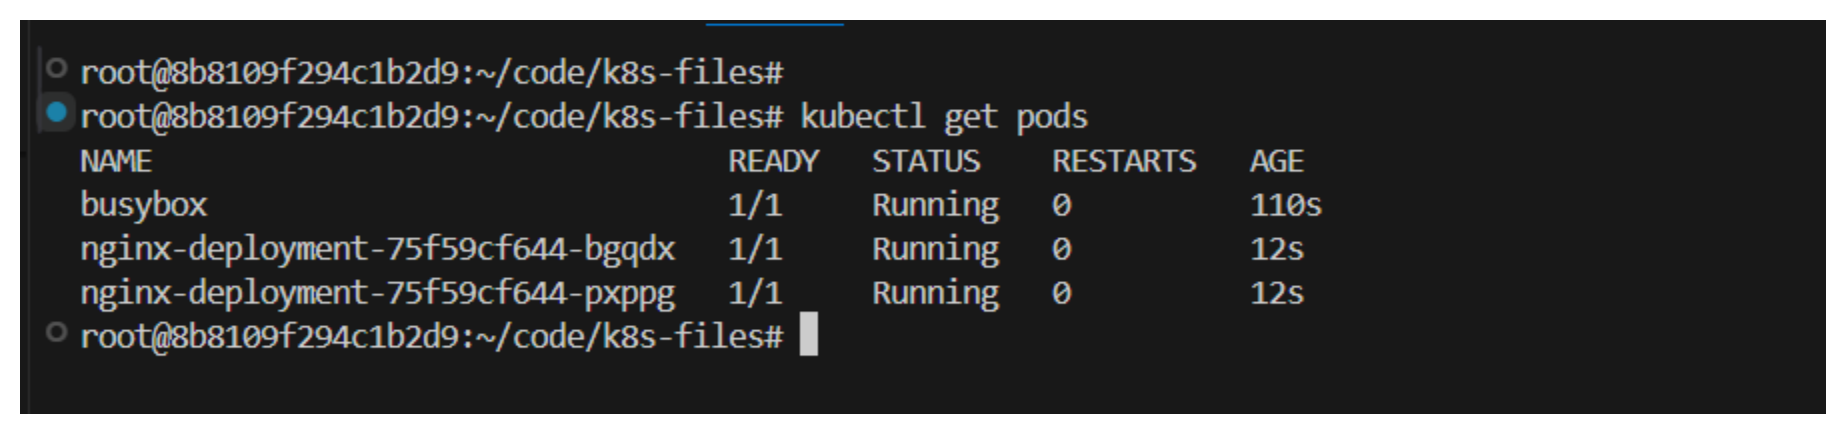 root@8b8109f294c1b2d9:~/code/k8s-files#
root@8b8109f294c1b2d9:~/code/k8s-files# kubectl get pods
NAME                                READY   STATUS    RESTARTS   AGE
busybox                             1/1     Running   0          110s
nginx-deployment-75f59cf644-bgqdx   1/1     Running   0          12s
nginx-deployment-75f59cf644-pxppg   1/1     Running   0          12s
root@8b8109f294c1b2d9:~/code/k8s-files#